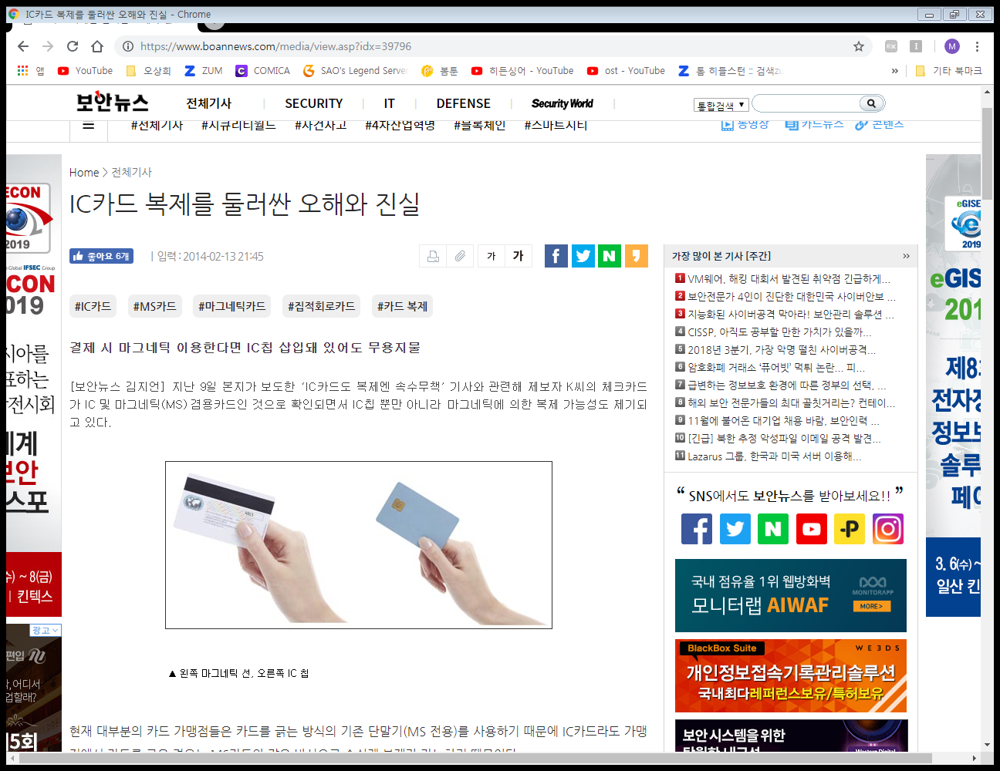 IC카드 복제를 둘러싼 오해와 진실 - Chrome
https://www.boannews.com/media/view.asp?idx=39796
M
앱 YouTube 오상희 ZUM COMICA SAO's Legend Server 봄툰 히든싱어 - YouTube ost - YouTube 톰 히들스턴 :: 검색 » 기타 북마크
보안뉴스 전체기사 SECURITY IT DEFENSE Security World 통합검색
#전체기사 #시큐리티월드 #사건사고 #4차산업혁명 #블록체인 #스마트시티 동영상 카드뉴스 콘텐츠
Home > 전체기사
IC카드 복제를 둘러싼 오해와 진실
좋아요 6개 | 입력 : 2014-02-13 21:45
가 가
#IC카드 #MS카드 #마그네틱카드 #집적회로카드 #카드 복제
결제 시 마그네틱 이용한다면 IC칩 삽입돼 있어도 무용지물
[보안뉴스 김지언] 지난 9일 본지가 보도한 ‘IC카드도 복제엔 속수무책’ 기사와 관련해 제보자 K씨의 체크카드
가 IC 및 마그네틱(MS) 겸용카드인 것으로 확인되면서 IC칩 뿐만 아니라 마그네틱에 의한 복제 가능성도 제기되
고 있다.
▲ 왼쪽 마그네틱 선, 오른쪽 IC 칩
현재 대부분의 카드 가맹점들은 카드를 긁는 방식의 기존 단말기(MS 전용)를 사용하기 때문에 IC카드라도 가맹
가장 많이 본 기사 [주간] »
1 VM웨어, 해킹 대회서 발견된 취약점 긴급하게...
2 보안전문가 4인이 진단한 대한민국 사이버안보 ...
3 지능화된 사이버공격 막아라! 보안관리 솔루션 ...
4 CISSP, 아직도 공부할 만한 가치가 있을까...
5 2018년 3분기, 가장 악명 떨친 사이버공격...
6 암호화폐 거래소 ‘퓨어빗’ 먹튀 논란... 피...
7 급변하는 정보보호 환경에 따른 정부의 선택, ...
8 해외 보안 전문가들의 최대 골칫거리는? 컨테이...
9 11월에 불어온 대기업 채용 바람, 보안인력 ...
10 [긴급] 북한 추정 악성파일 이메일 공격 발견...
11 Lazarus 그룹, 한국과 미국 서버 이용해...
“ SNS에서도 보안뉴스를 받아보세요!! ”
국내 점유율 1위 웹방화벽
모니터랩 AIWAF
MONITORAPP
MORE>
BlackBox Suite
WEEDS
개인정보접속기록관리솔루션
국내최다레퍼런스보유/특허보유
보안 시스템을 위한
Western Digital
ECON
2019
Global IFSEC Group
ECON
019
시아를
표하는
전시회
계
보안
스포
수) ~ 8(금)
| 킨텍스
광고
편입
,어디서
업할래?
15회
eGISE
2019
eGIS
201
제8
전자정
정보보
솔루
페어
3. 6(수)~
일산 킨